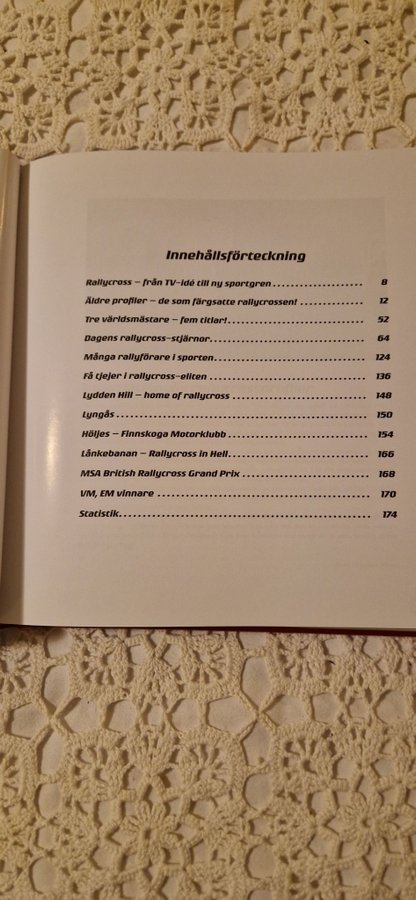 Innehållsförteckning
Rallycross – från TV-idé till ny sportgren ........................ 8
Äldre profiler – de som färgsatte rallycrossen! ................ 12
Tre världsmästare – fem titlar! ..................................... 52
Dagens rallycross-stjärnor .......................................... 64
Många rallyförare i sporten ....................................... 124
Få tjejer i rallycross-eliten ....................................... 136
Lydden Hill – home of rallycross ............................... 148
Lyngås ........................................................... 150
Höljes – Finnskoga Motorklubb ................................ 154
Lånkebanan – Rallycross in Hell ................................ 166
MSA British Rallycross Grand Prix ............................ 168
VM, EM vinnare ................................................. 170
Statistik ......................................................... 174